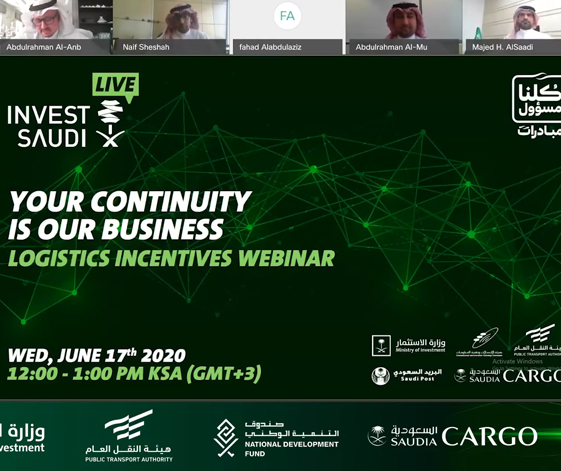 Abdulrahman Al-Anb
Naif Sheshah
FA
fahad Alabdulaziz
Abdulrahman Al-Mu
Majed H. AlSaadi
LIVE
INVEST
SAUDI
كلنا
مسؤول
مبادرات
YOUR CONTINUITY
IS OUR BUSINESS
LOGISTICS INCENTIVES WEBINAR
WED, JUNE 17th 2020
12:00 - 1:00 PM KSA (GMT+3)
وزارة الاستثمار
Ministry of Investment
هيئة النقل العام
PUBLIC TRANSPORT AUTHORITY
Activate Windows
البريد السعودي
Saudi Post
السعودية
SAUDIA CARGO
وزارة
vestment
هيئة النقل العام
PUBLIC TRANSPORT AUTHORITY
صندوق
التنمية الوطني
NATIONAL DEVELOPMENT
FUND
السعودية
SAUDIA CARGO